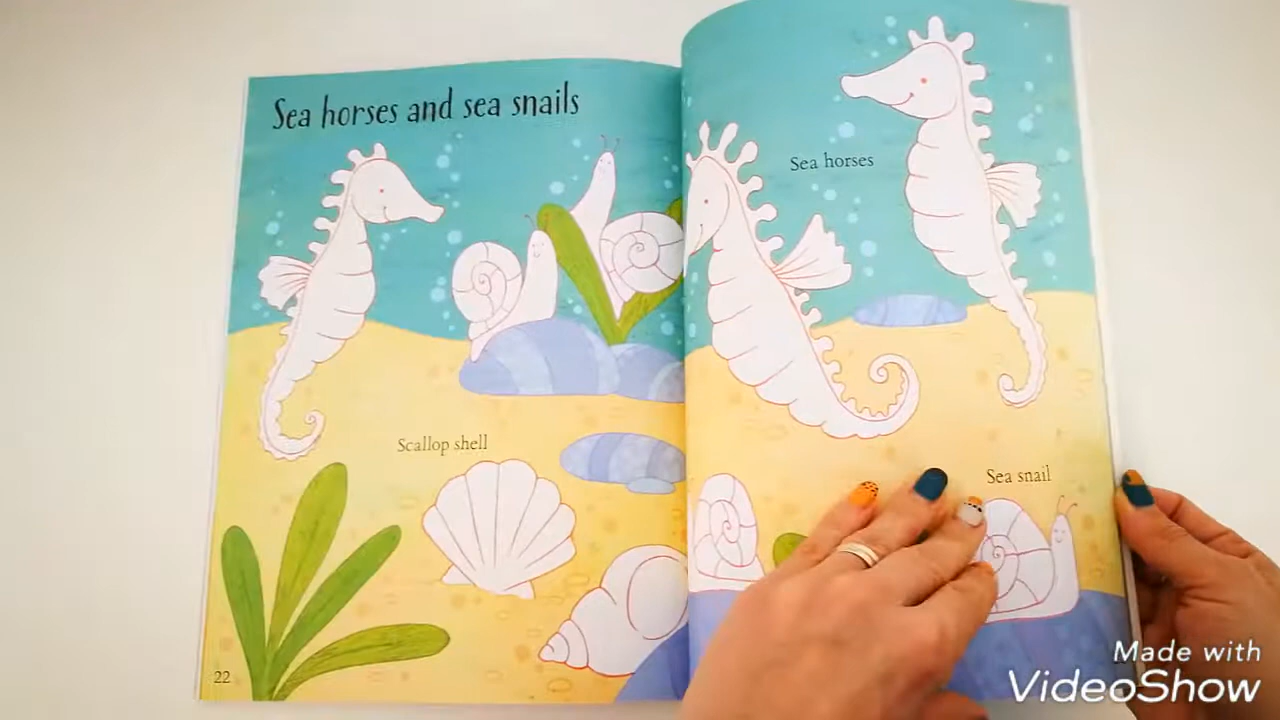 Sea horses and sea snails
Sea horses
Scallop shell
Sea snail
22
Made with
VideoShow